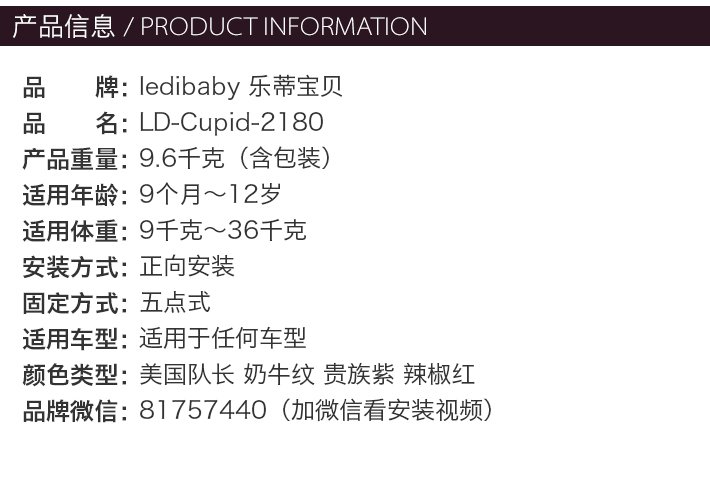 产品信息 / PRODUCT INFORMATION
品　　牌：ledibaby 乐蒂宝贝
品　　名：LD-Cupid-2180
产品重量：9.6千克（含包装）
适用年龄：9个月～12岁
适用体重：9千克～36千克
安装方式：正向安装
固定方式：五点式
适用车型：适用于任何车型
颜色类型：美国队长 奶牛纹 贵族紫 辣椒红
品牌微信：81757440（加微信看安装视频）